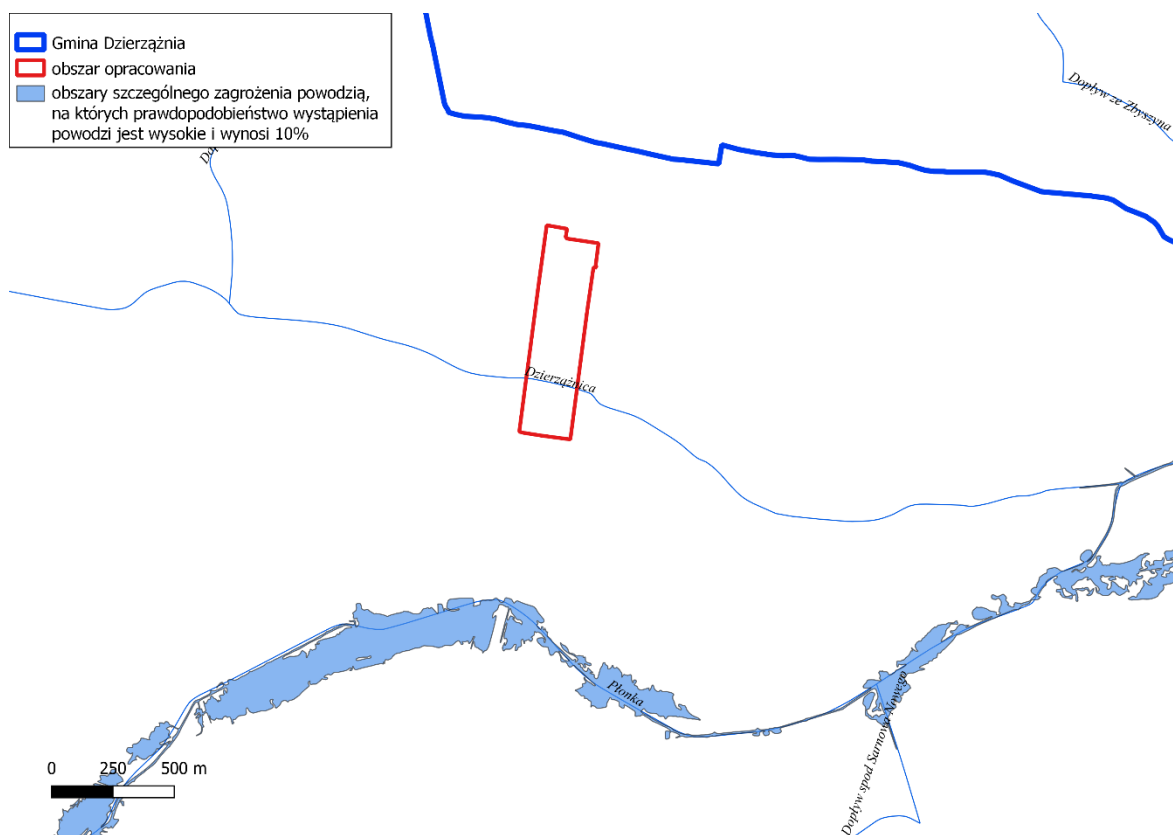 Gmina Dzierzążnia
obszar opracowania
obszary szczególnego zagrożenia powodzią,
na których prawdopodobieństwo wystąpienia
powodzi jest wysokie i wynosi 10%
Dopływ ze Zbyszyna
Dzierzążnica
Płonka
Dopływ spod Sarnowa Nowego
0 250 500 m